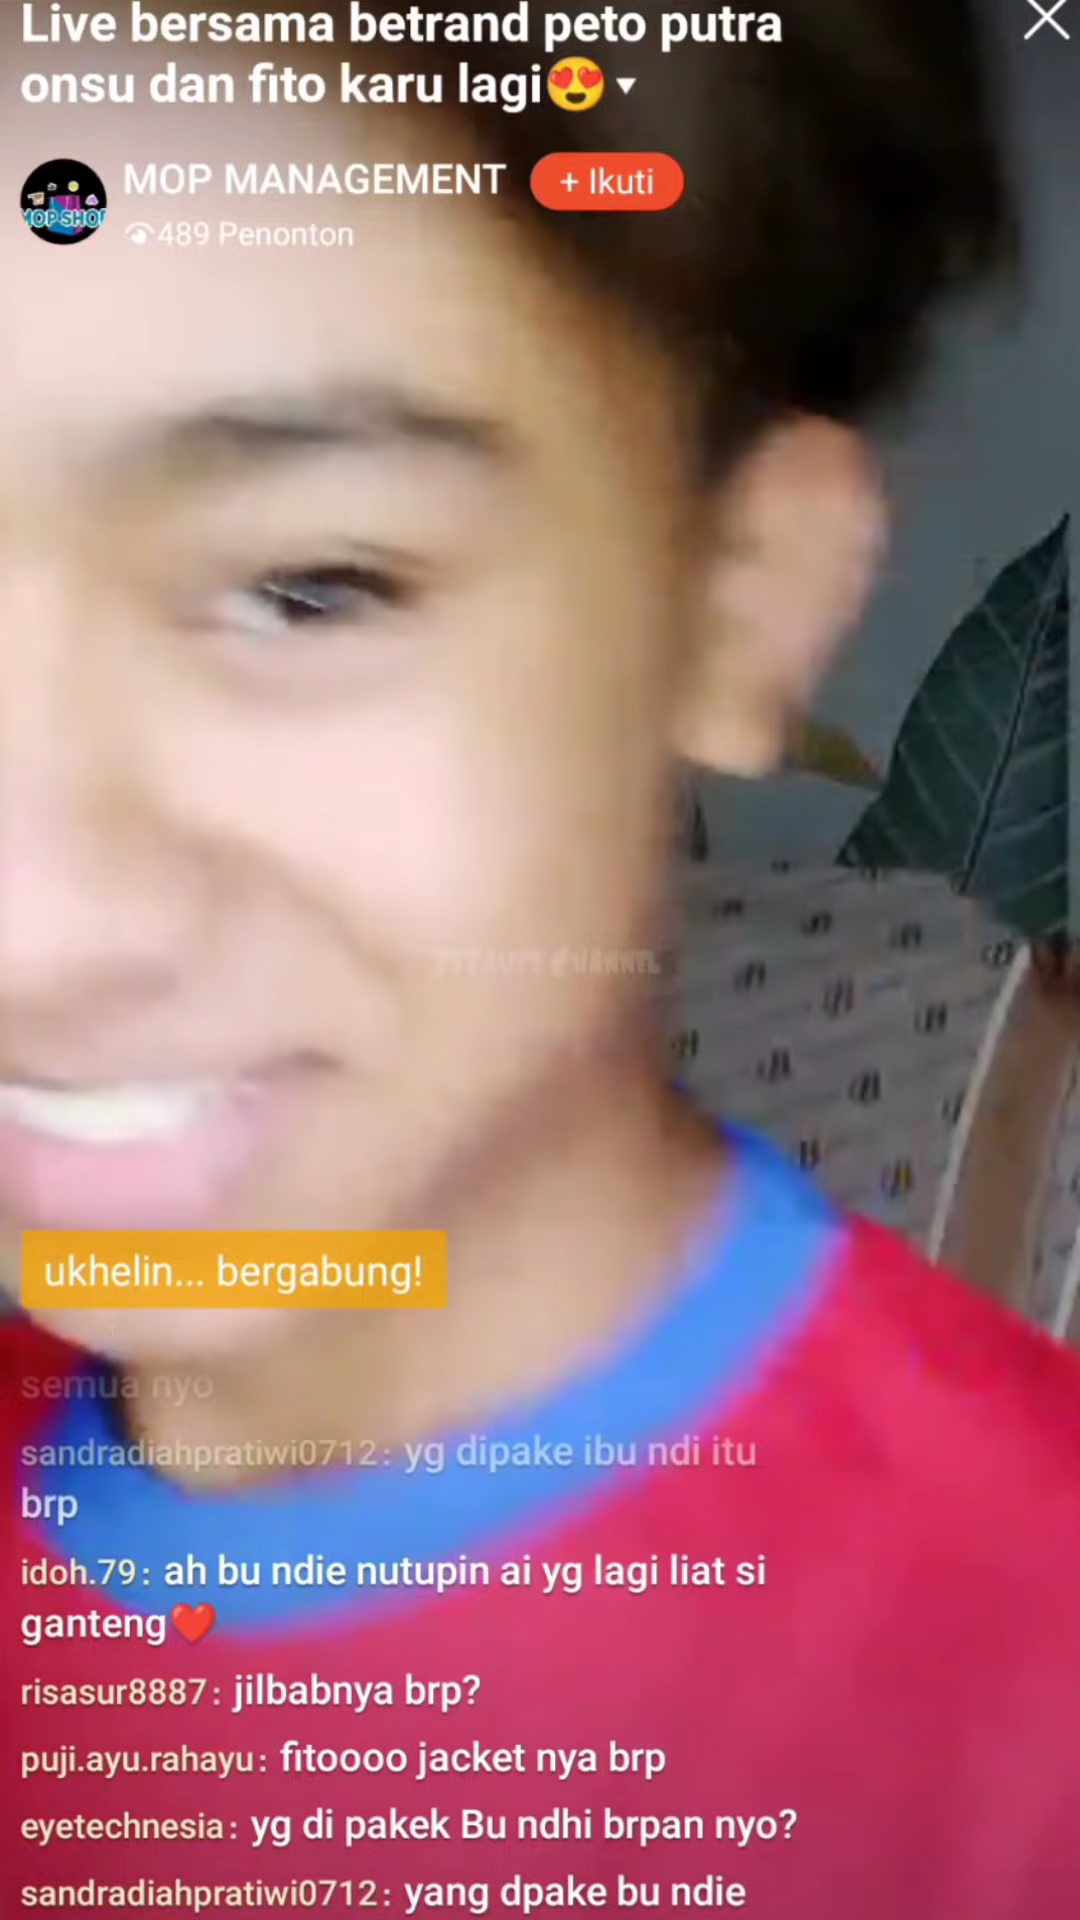 Live bersama betrand peto putra
onsu dan fito karu lagi😍▼
MOP MANAGEMENT
+ Ikuti
MOP SHOP
489 Penonton
ukhelin... bergabung!
semua nyo
sandradiahpratiwi0712: yg dipake ibu ndi itu
brp
idoh.79: ah bu ndie nutupin ai yg lagi liat si
ganteng❤️
risasur8887: jilbabnya brp?
puji.ayu.rahayu: fitoooo jacket nya brp
eyetechnesia: yg di pakek Bu ndhi brpan nyo?
sandradiahpratiwi0712: yang dpake bu ndie